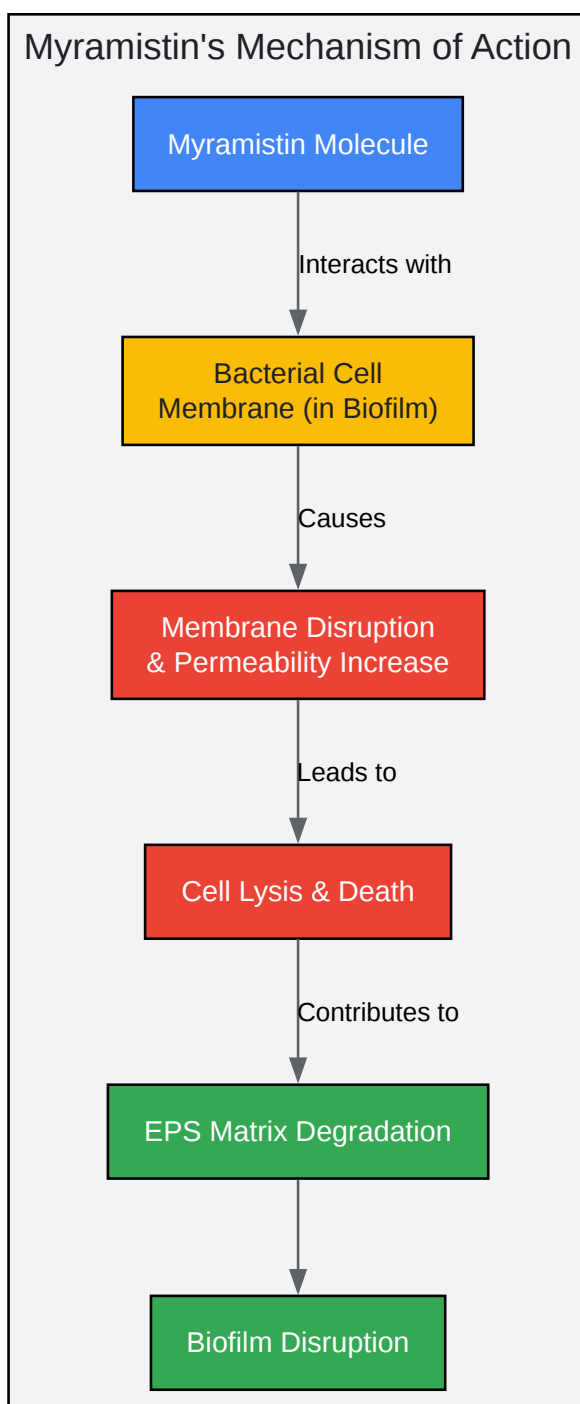 Myramistin's Mechanism of Action
Myramistin Molecule
Interacts with
Bacterial Cell
Membrane (in Biofilm)
Causes
Membrane Disruption
& Permeability Increase
Leads to
Cell Lysis & Death
Contributes to
EPS Matrix Degradation
Biofilm Disruption